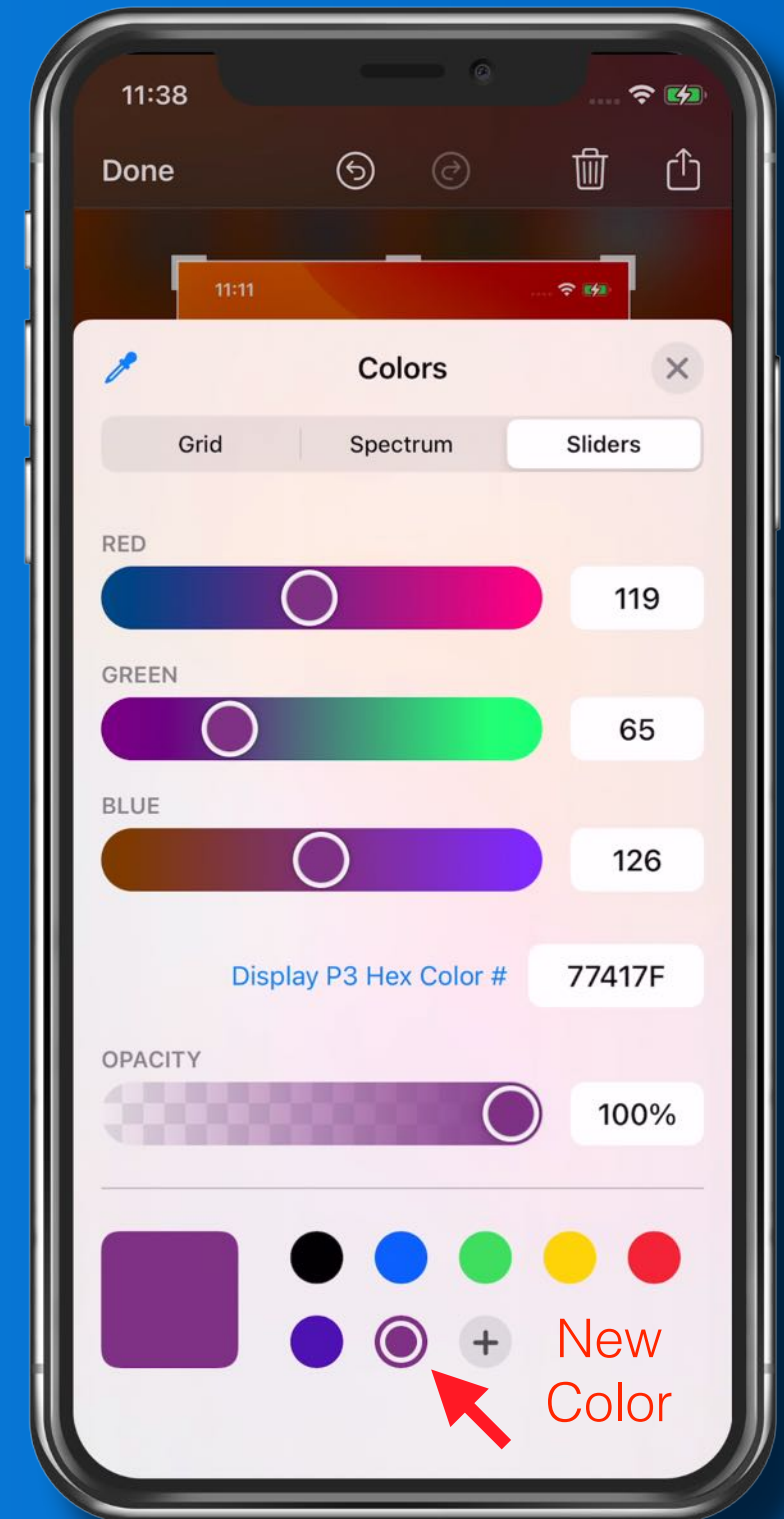 11:38
Done
11:11
Colors
Grid Spectrum Sliders
RED
119
GREEN
65
BLUE
126
Display P3 Hex Color # 77417F
OPACITY
100%
New
Color